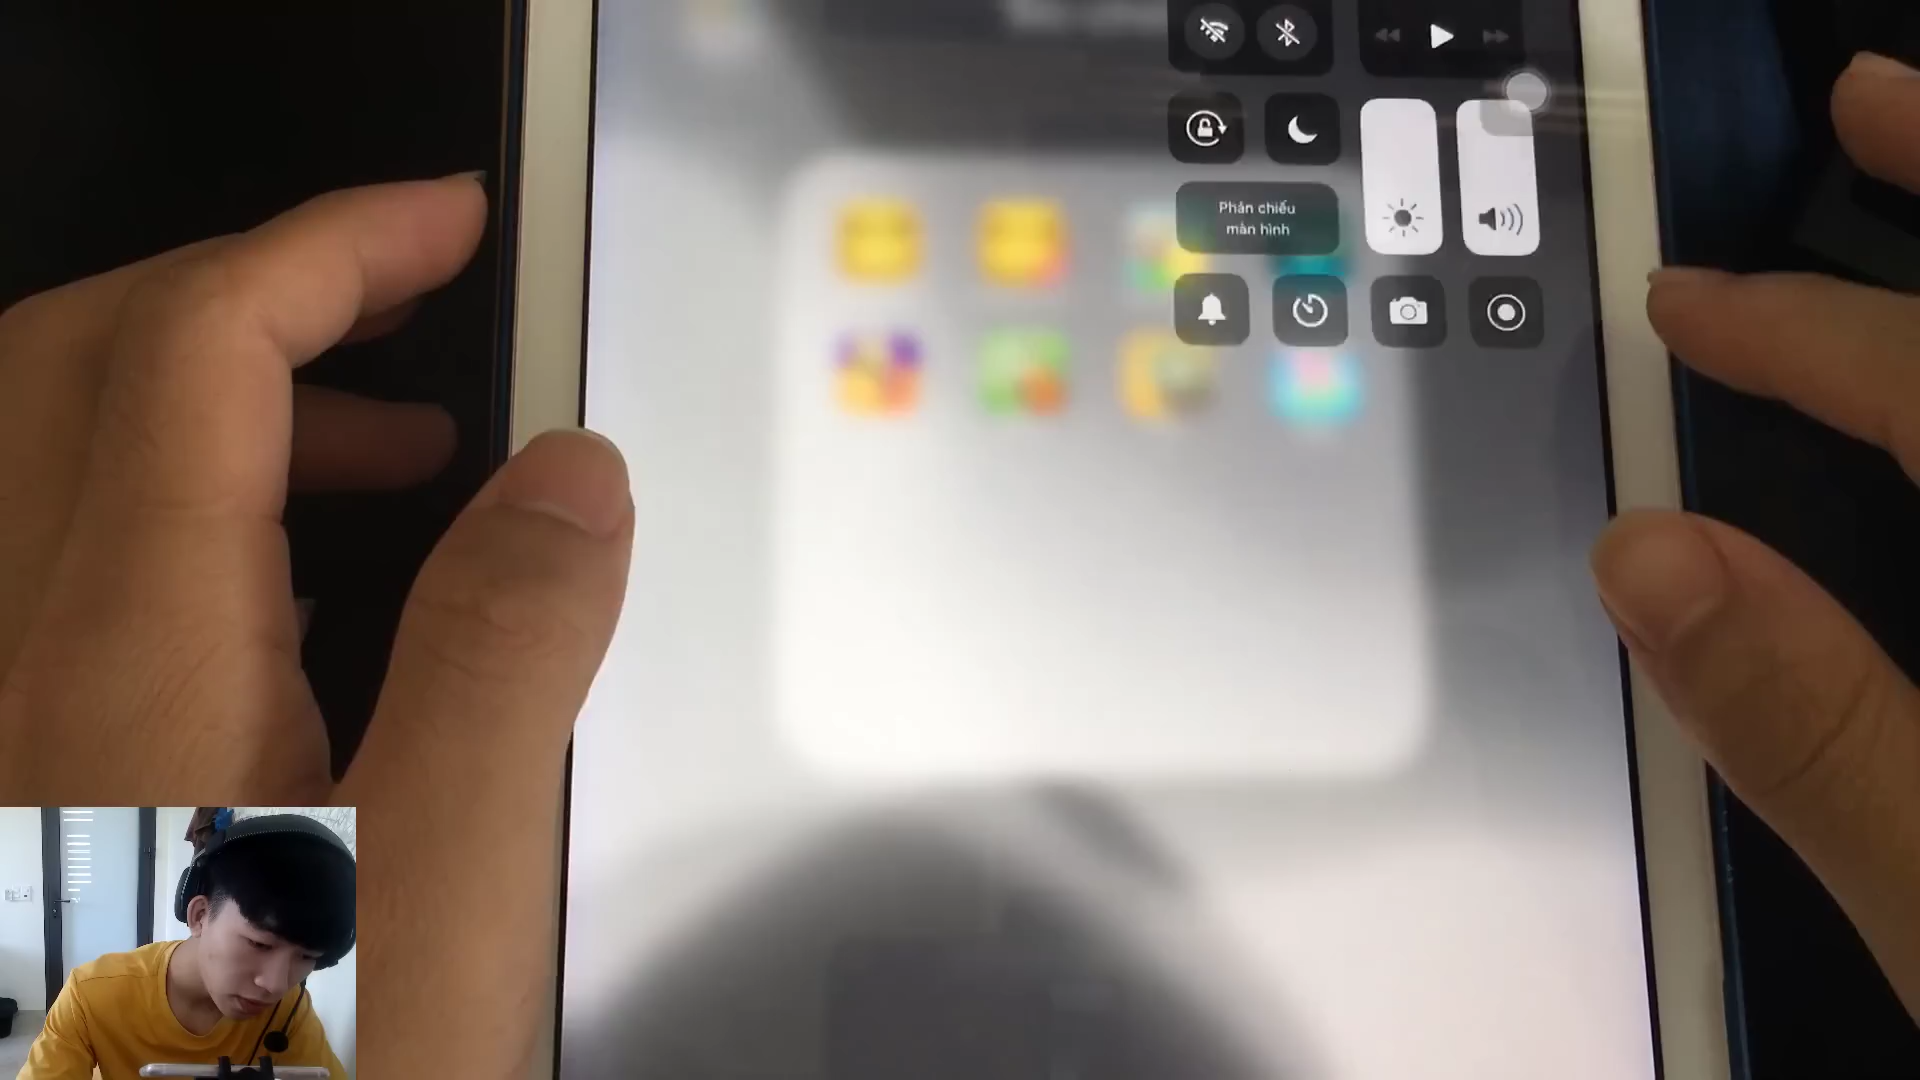 Phản chiếu
màn hình